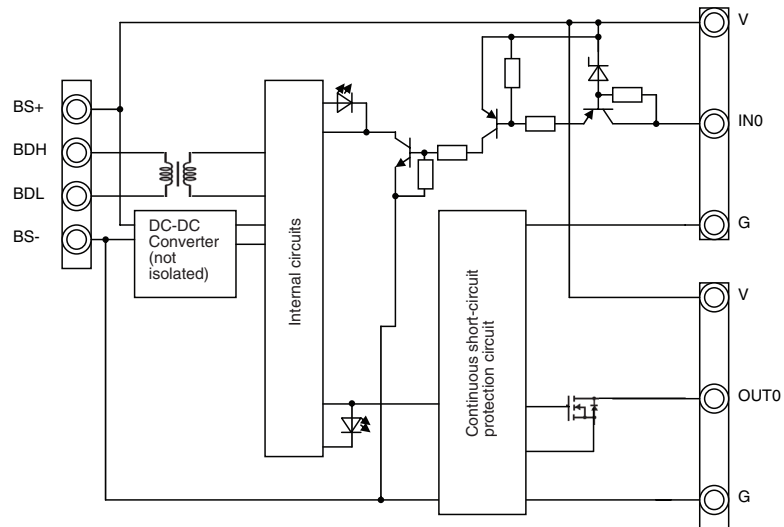 BS+
BDH
BDL
BS-
DC-DC
Converter
(not
isolated)
Internal circuits
Continuous short-circuit
protection circuit
V
IN0
G
V
OUT0
G